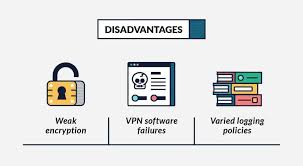 DISADVANTAGES
Weak
encryption
VPN software
failures
Varied logging
policies